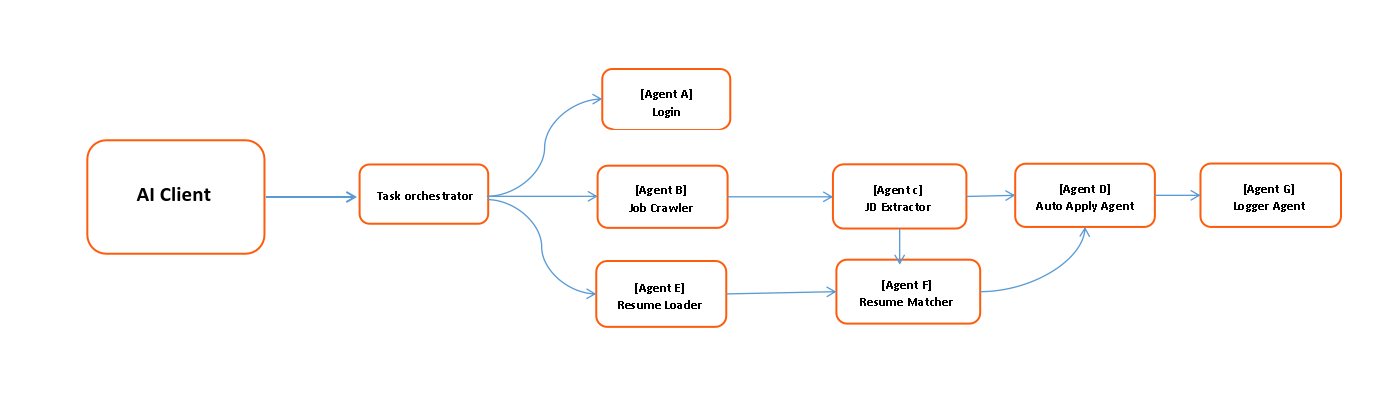 AI Client
Task orchestrator
[Agent A]
Login
[Agent B]
Job Crawler
[Agent E]
Resume Loader
[Agent c]
JD Extractor
[Agent F]
Resume Matcher
[Agent D]
Auto Apply Agent
[Agent G]
Logger Agent